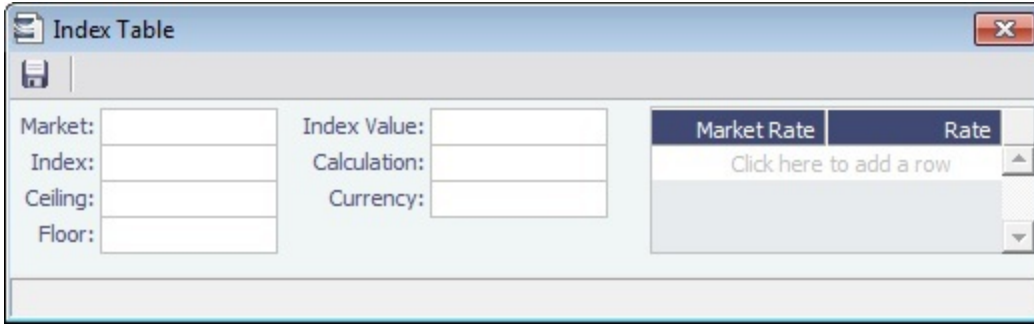 Index Table
Market:
Index:
Ceiling:
Floor:
Index Value:
Calculation:
Currency:
Market Rate Rate
Click here to add a row